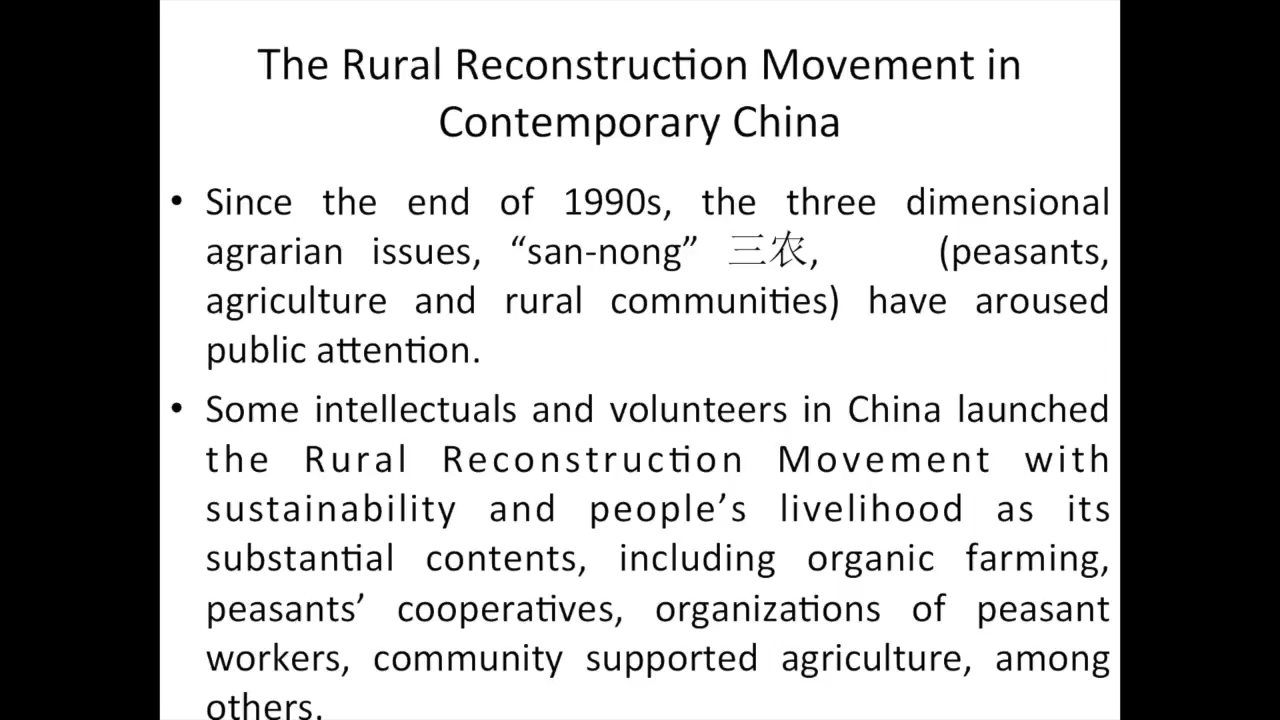 The Rural Reconstruction Movement in
Contemporary China
• Since the end of 1990s, the three dimensional
agrarian issues, “san-nong” 三农, (peasants,
agriculture and rural communities) have aroused
public attention.
• Some intellectuals and volunteers in China launched
the Rural Reconstruction Movement with
sustainability and people’s livelihood as its
substantial contents, including organic farming,
peasants’ cooperatives, organizations of peasant
workers, community supported agriculture, among
others.